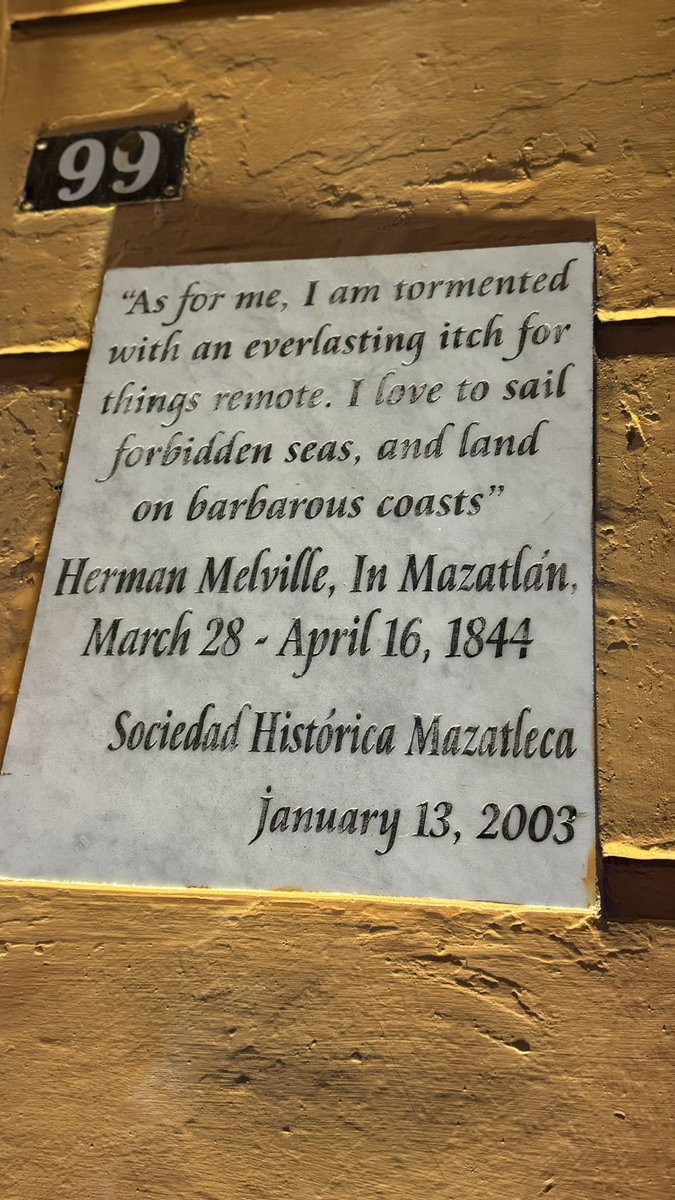 99
“As for me, I am tormented
with an everlasting itch for
things remote. I love to sail
forbidden seas, and land
on barbarous coasts”
Herman Melville, In Mazatlán,
March 28 - April 16, 1844
Sociedad Histórica Mazatleca
january 13, 2003